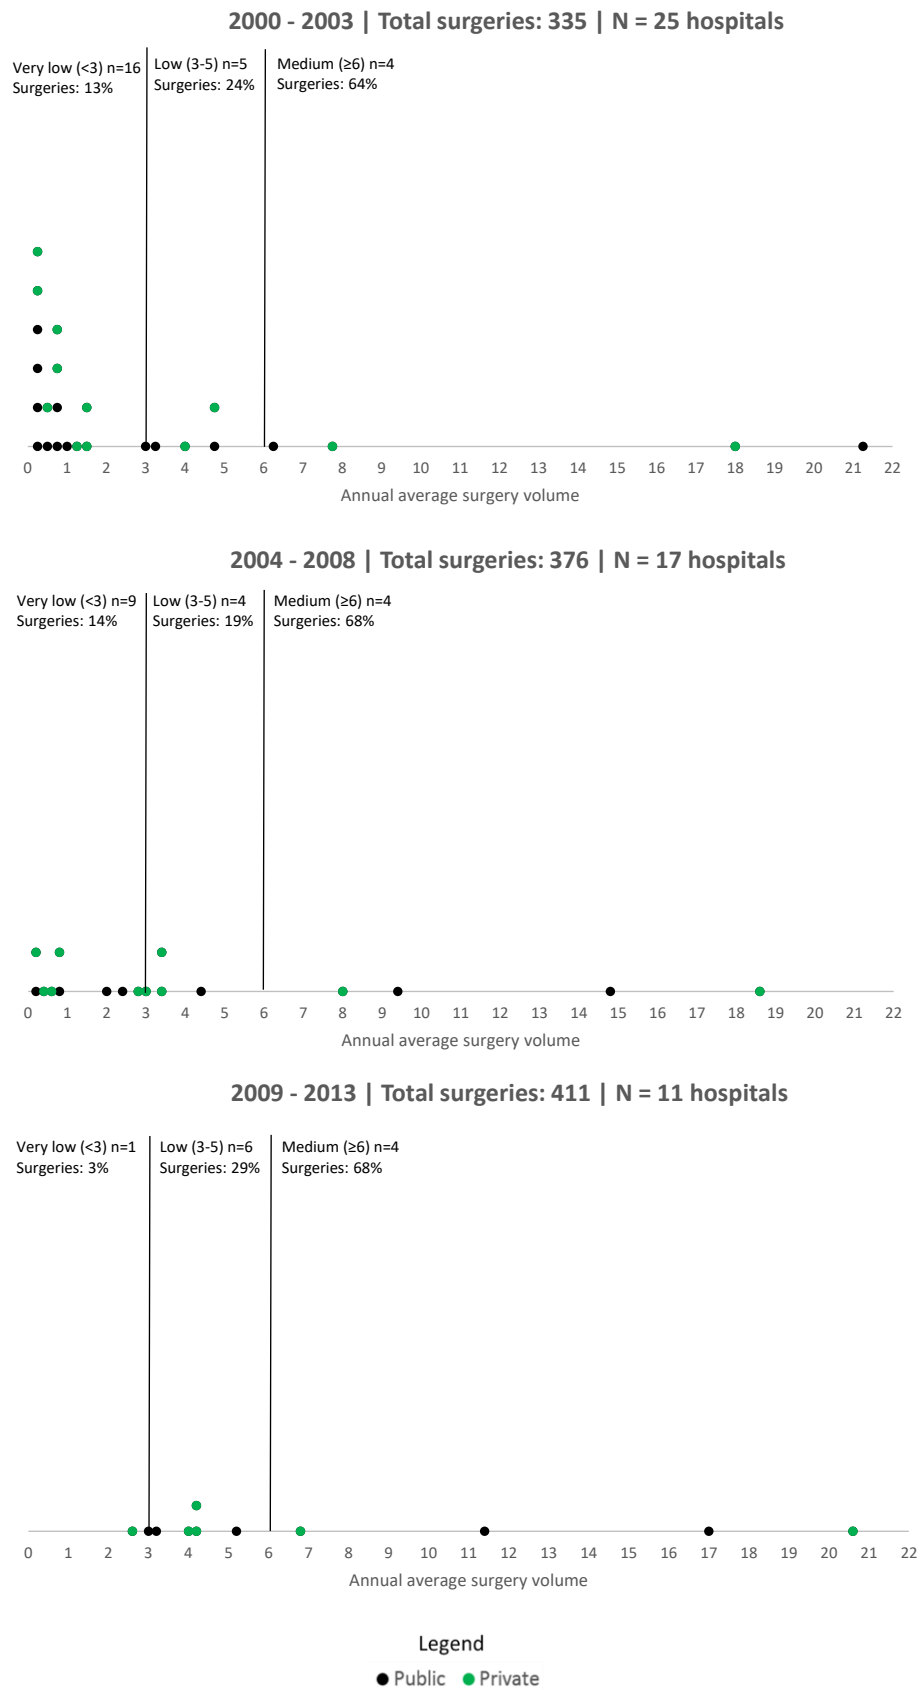 2000 - 2003 | Total surgeries: 335 | N = 25 hospitals
Very low (<3) n=16
Surgeries: 13%
Low (3-5) n=5
Surgeries: 24%
Medium (≥6) n=4
Surgeries: 64%
0 1 2 3 4 5 6 7 8 9 10 11 12 13 14 15 16 17 18 19 20 21 22
Annual average surgery volume
2004 - 2008 | Total surgeries: 376 | N = 17 hospitals
Very low (<3) n=9
Surgeries: 14%
Low (3-5) n=4
Surgeries: 19%
Medium (≥6) n=4
Surgeries: 68%
0 1 2 3 4 5 6 7 8 9 10 11 12 13 14 15 16 17 18 19 20 21 22
Annual average surgery volume
2009 - 2013 | Total surgeries: 411 | N = 11 hospitals
Very low (<3) n=1
Surgeries: 3%
Low (3-5) n=6
Surgeries: 29%
Medium (≥6) n=4
Surgeries: 68%
0 1 2 3 4 5 6 7 8 9 10 11 12 13 14 15 16 17 18 19 20 21 22
Annual average surgery volume
Legend
Public Private